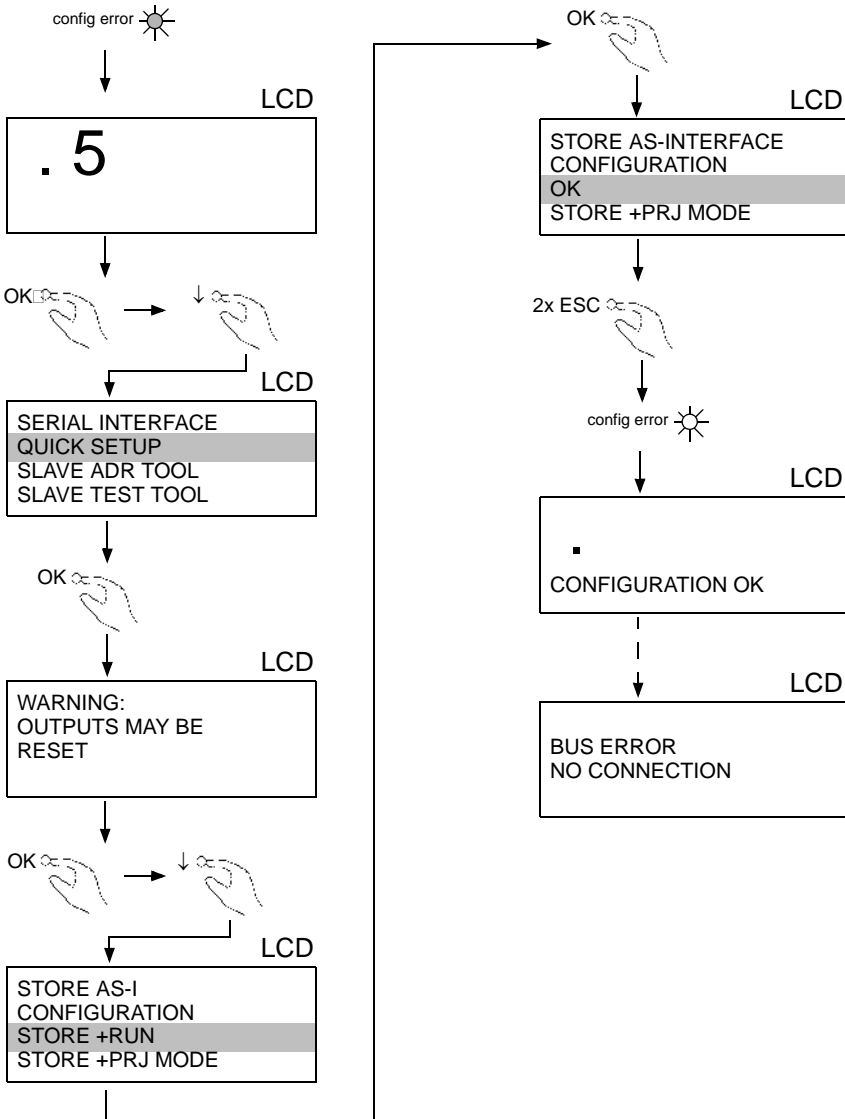 config error
LCD
. 5
OK
↓
LCD
SERIAL INTERFACE
QUICK SETUP
SLAVE ADR TOOL
SLAVE TEST TOOL
OK
LCD
WARNING:
OUTPUTS MAY BE
RESET
OK
↓
LCD
STORE AS-I
CONFIGURATION
STORE +RUN
STORE +PRJ MODE
OK
LCD
STORE AS-INTERFACE
CONFIGURATION
OK
STORE +PRJ MODE
2x ESC
config error
LCD
.
CONFIGURATION OK
LCD
BUS ERROR
NO CONNECTION